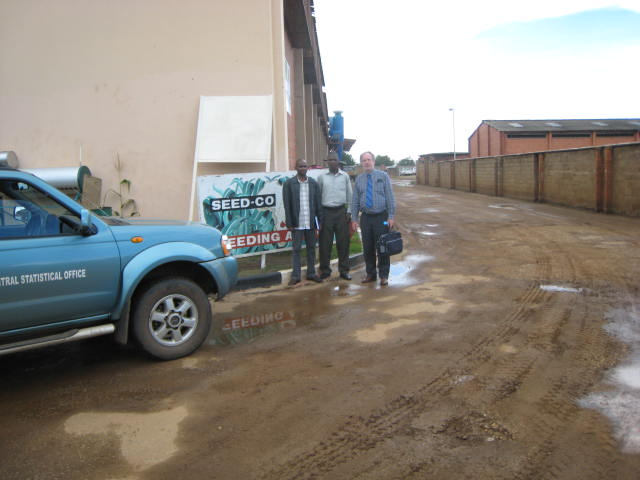 SEED-CO
EEDING A
TRAL STATISTICAL OFFICE